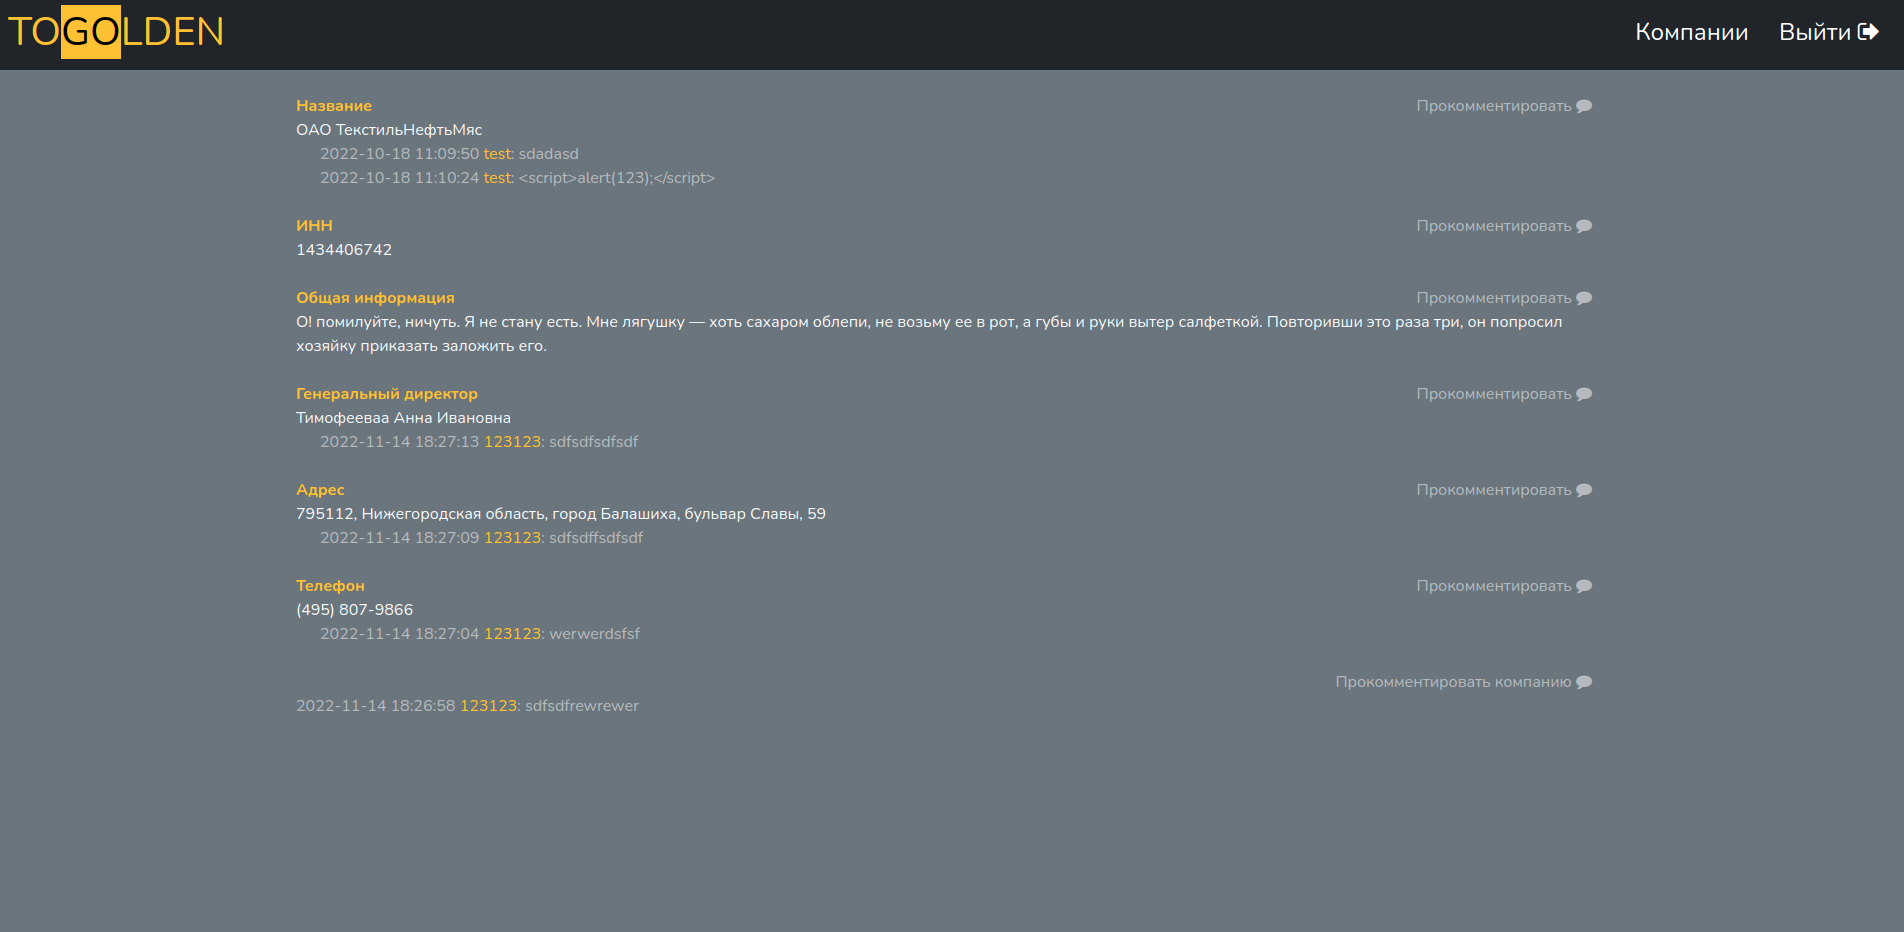 TOGOLDEN Компании Выйти
Название Прокомментировать
ОАО ТекстильНефтьМяс
2022-10-18 11:09:50 test: sdadasd
2022-10-18 11:10:24 test: <script>alert(123);</script>
ИНН Прокомментировать
1434406742
Общая информация Прокомментировать
О! помилуйте, ничуть. Я не стану есть. Мне лягушку — хоть сахаром облепи, не возьму ее в рот, а губы и руки вытер салфеткой. Повторивши это раза три, он попросил
хозяйку приказать заложить его.
Генеральный директор Прокомментировать
Тимофееваа Анна Ивановна
2022-11-14 18:27:13 123123: sdfsdfsdfsdf
Адрес Прокомментировать
795112, Нижегородская область, город Балашиха, бульвар Славы, 59
2022-11-14 18:27:09 123123: sdfsdffsdfsdf
Телефон Прокомментировать
(495) 807-9866
2022-11-14 18:27:04 123123: werwerdsfsf
Прокомментировать компанию
2022-11-14 18:26:58 123123: sdfsdfrewrewer